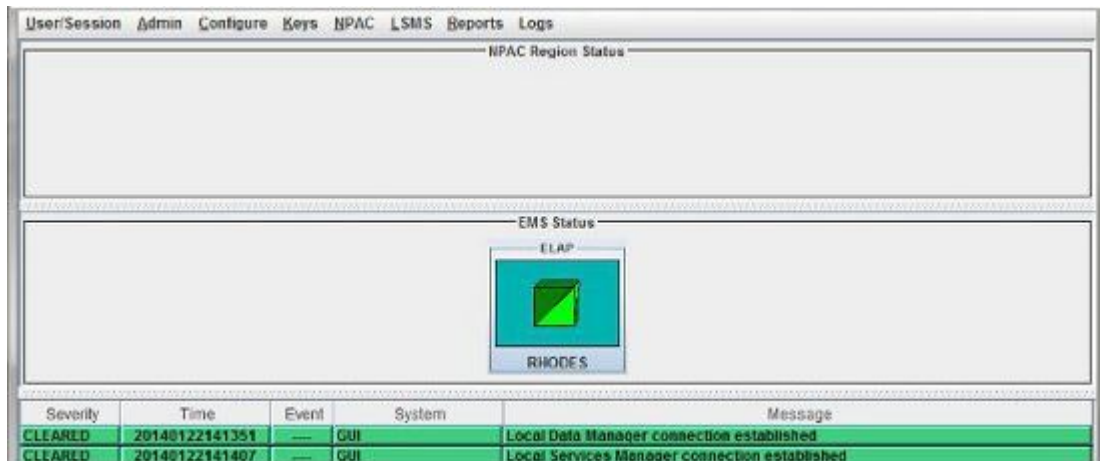 User/Session Admin Configure Keys NPAC LSMS Reports Logs
NPAC Region Status
EMS Status
ELAP
RHODES
Severity Time Event System Message
CLEARED 20140122141351 ---- GUI Local Data Manager connection established
CLEARED 20140122141407 ---- GUI Local Services Manager connection established